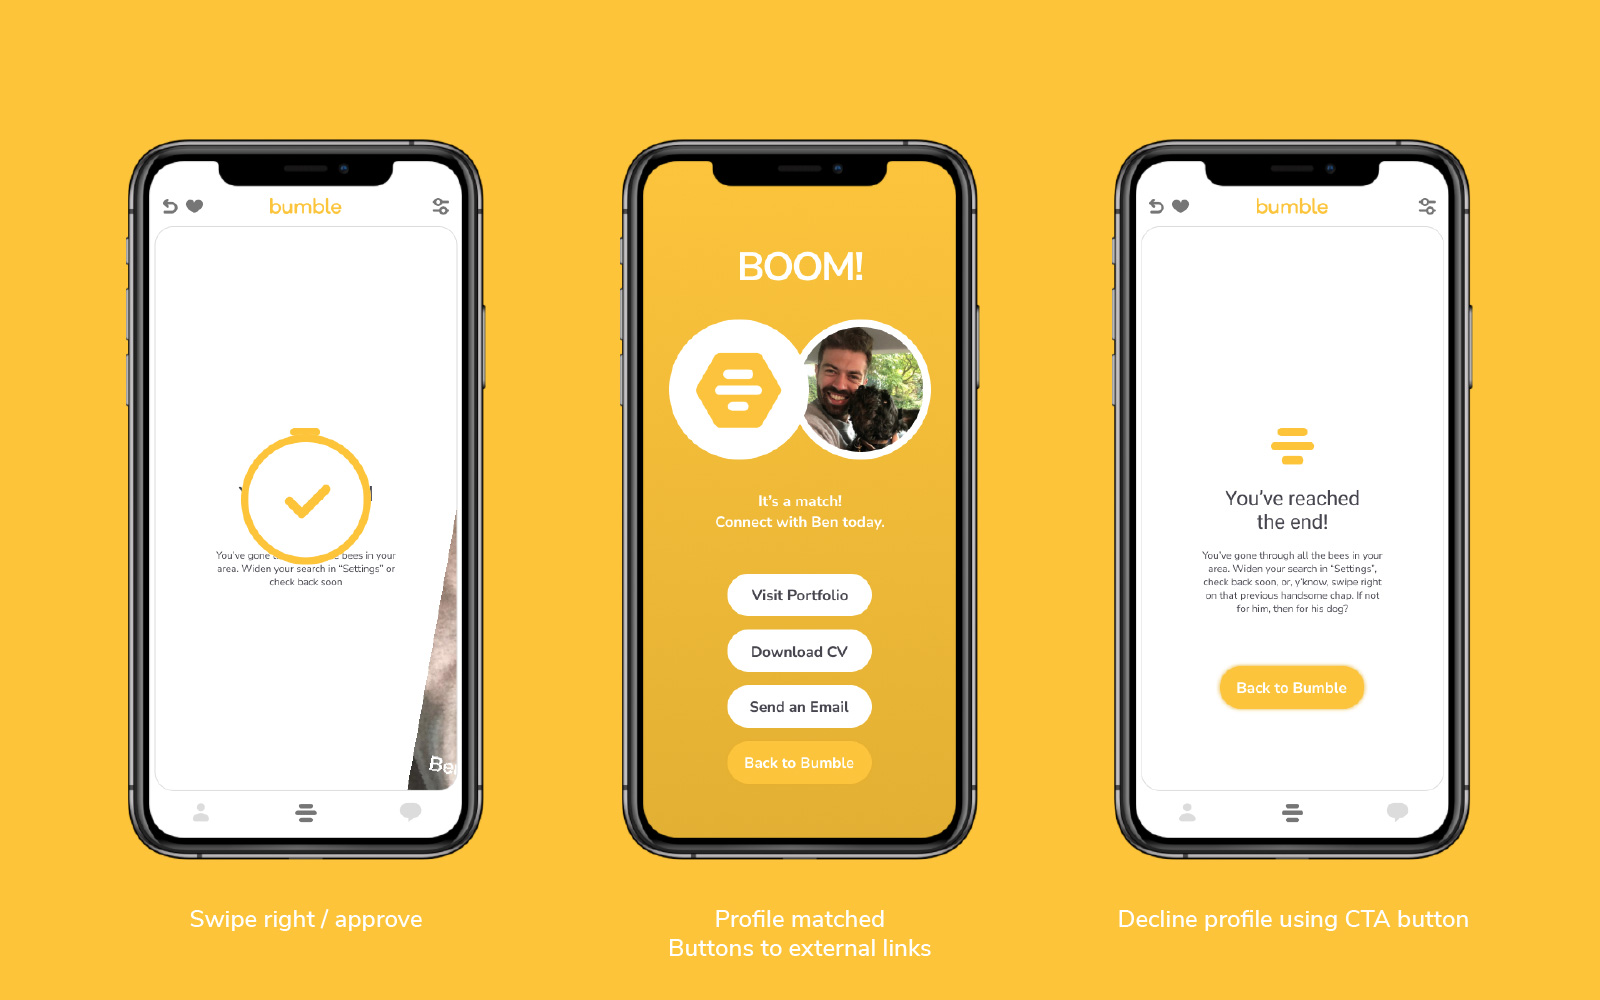 bumble
You've gone
bees in your
area. Widen your search in “Settings” or
check back soon
Swipe right / approve
BOOM!
It's a match!
Connect with Ben today.
Visit Portfolio
Download CV
Send an Email
Back to Bumble
Profile matched
Buttons to external links
bumble
You've reached
the end!
You've gone through all the bees in your
area. Widen your search in “Settings”,
check back soon, or, y'know, swipe right
on that previous handsome chap. If not
for him, then for his dog?
Back to Bumble
Decline profile using CTA button